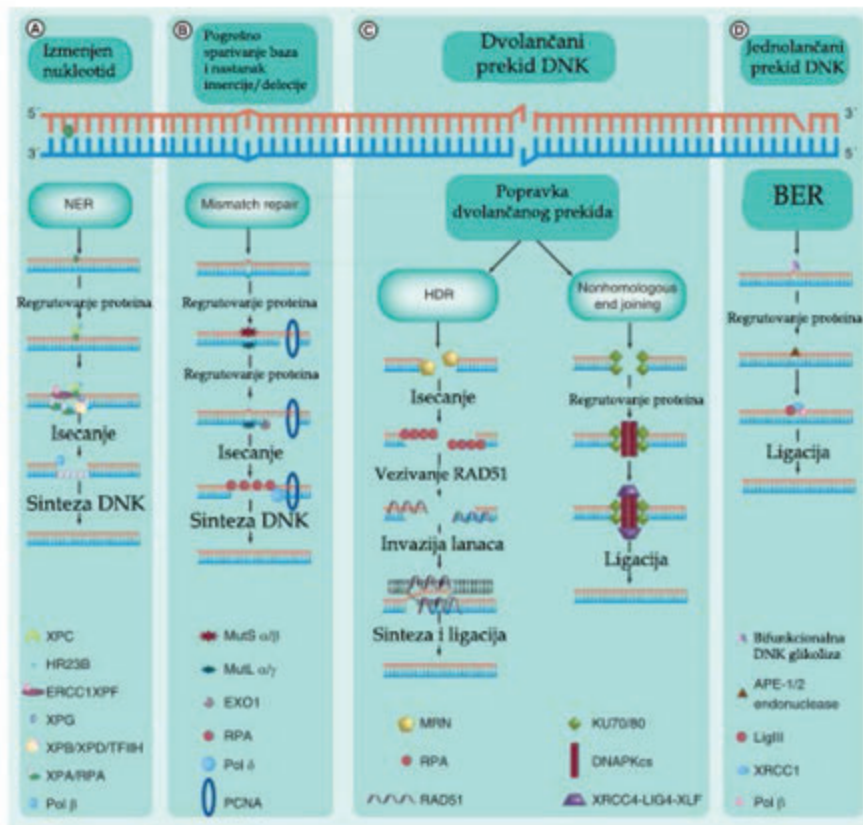 A
Izmenjen
nukleotid
B
Pogrešno
sparivanje baza
i nastanak
insercije/delecije
C
Dvolančani
prekid DNK
D
Jednolančani
prekid DNK
5´
3´
3´
5´
NER
Regrutovanje proteina
Isecanje
Sinteza DNK
XPC
HR23B
ERCC1XPF
XPG
XPB/XPD/TFIIH
XPA/RPA
Pol β
Mismatch repair
Regrutovanje proteina
Regrutovanje proteina
Isecanje
Sinteza DNK
MutS α/β
MutL α/γ
EXO1
RPA
Pol δ
PCNA
Popravka
dvolančanog prekida
HDR
Isecanje
Vezivanje RAD51
Invazija lanaca
Sinteza i ligacija
MRN
RPA
RAD51
Nonhomologous
end joining
Regrutovanje proteina
Ligacija
KU70/80
DNAPKcs
XRCC4-LIG4-XLF
BER
Regrutovanje proteina
Ligacija
Bifunkcionalna
DNK glikoliza
APE-1/2
endonuclease
LigIII
XRCC1
Pol β